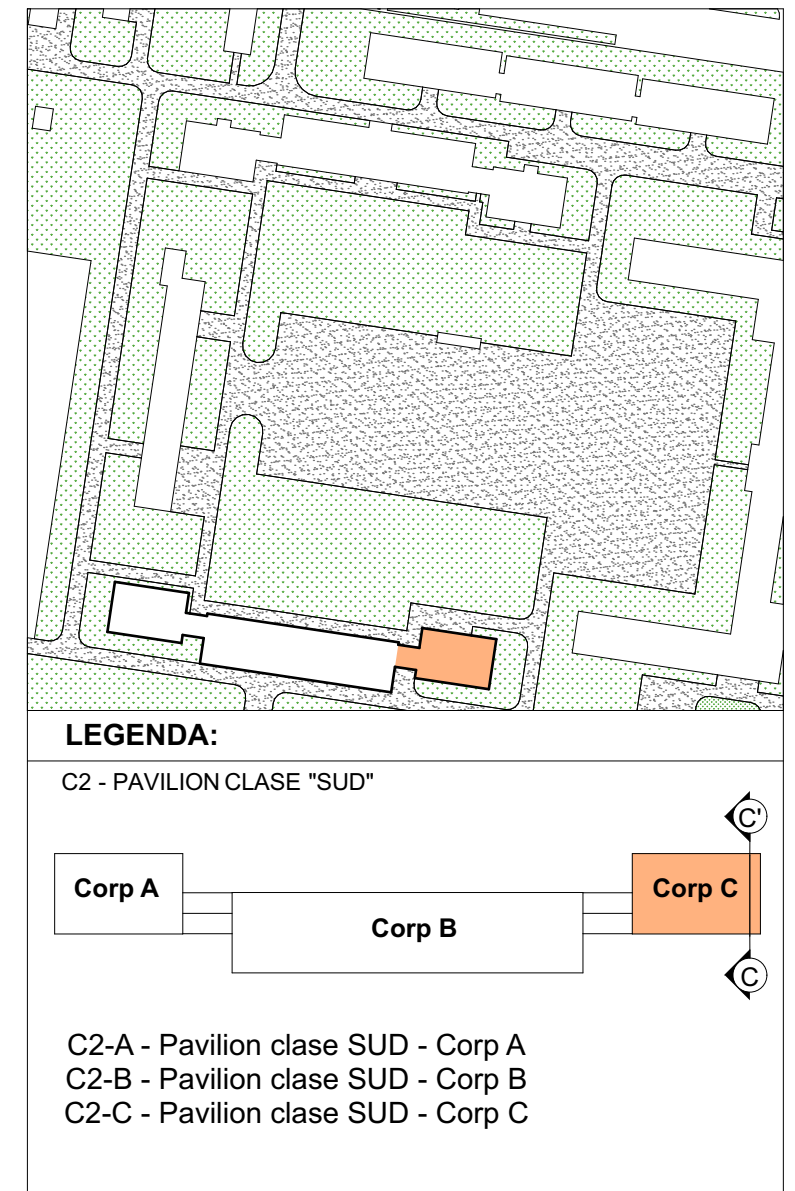 LEGENDA:
C2 - PAVILION CLASE "SUD"
C'
Corp A
Corp C
Corp B
C
C2-A - Pavilion clase SUD - Corp A
C2-B - Pavilion clase SUD - Corp B
C2-C - Pavilion clase SUD - Corp C